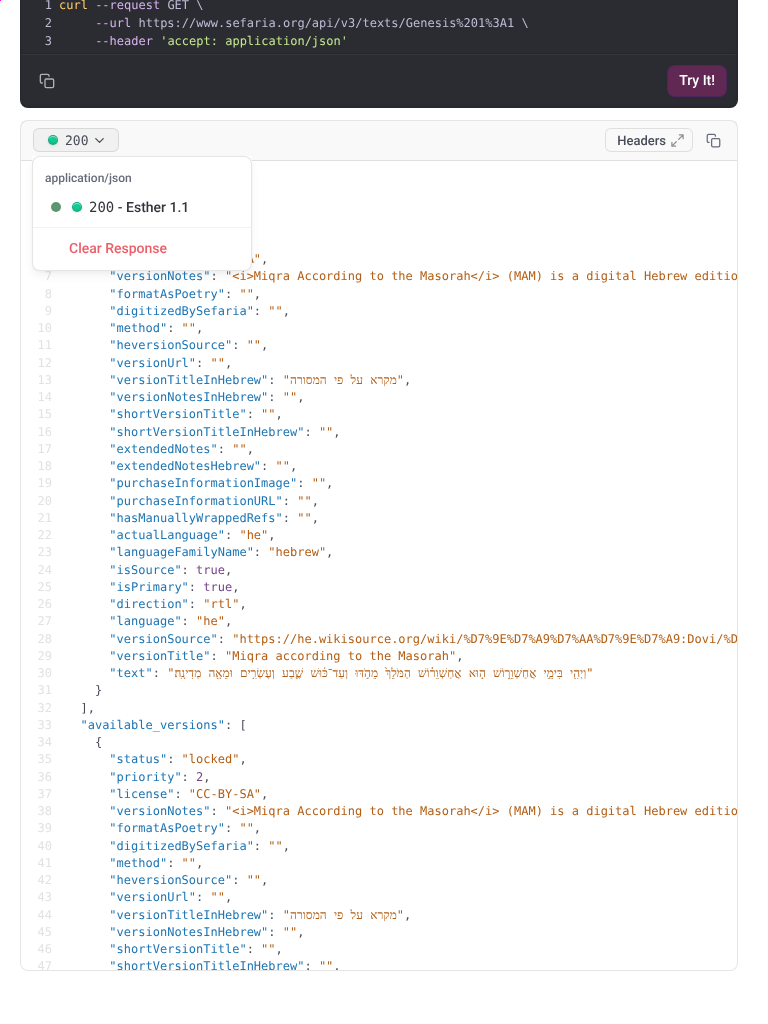 1 curl --request GET \
2 --url https://www.sefaria.org/api/v3/texts/Genesis%201%3A1 \
3 --header 'accept: application/json'
Try It!
200
Headers
application/json
200 - Esther 1.1
Clear Response
",
7 "versionNotes": "<i>Miqra According to the Masorah</i> (MAM) is a digital Hebrew editio
8 "formatAsPoetry": "",
9 "digitizedBySefaria": "",
10 "method": "",
11 "heversionSource": "",
12 "versionUrl": "",
13 "versionTitleInHebrew": "מקרא על פי המסורה",
14 "versionNotesInHebrew": "",
15 "shortVersionTitle": "",
16 "shortVersionTitleInHebrew": "",
17 "extendedNotes": "",
18 "extendedNotesHebrew": "",
19 "purchaseInformationImage": "",
20 "purchaseInformationURL": "",
21 "hasManuallyWrappedRefs": "",
22 "actualLanguage": "he",
23 "languageFamilyName": "hebrew",
24 "isSource": true,
25 "isPrimary": true,
26 "direction": "rtl",
27 "language": "he",
28 "versionSource": "https://he.wikisource.org/wiki/%D7%9E%D7%A9%D7%AA%D7%9E%D7%A9:Dovi/%D
29 "versionTitle": "Miqra according to the Masorah",
30 "text": "וַיְהִ֖י בִּימֵ֣י אֲחַשְׁוֵר֑וֹשׁ ה֣וּא אֲחַשְׁוֵר֗וֹשׁ הַמֹּלֵךְ֙ מֵהֹ֣דּוּ וְעַד־כּ֔וּשׁ שֶׁ֛בַע וְעֶשְׂרִ֥ים וּמֵאָ֖ה מְדִינָֽה׃"
31 }
32 ],
33 "available_versions": [
34 {
35 "status": "locked",
36 "priority": 2,
37 "license": "CC-BY-SA",
38 "versionNotes": "<i>Miqra According to the Masorah</i> (MAM) is a digital Hebrew editio
39 "formatAsPoetry": "",
40 "digitizedBySefaria": "",
41 "method": "",
42 "heversionSource": "",
43 "versionUrl": "",
44 "versionTitleInHebrew": "מקרא על פי המסורה",
45 "versionNotesInHebrew": "",
46 "shortVersionTitle": "",
47 "shortVersionTitleInHebrew": "",